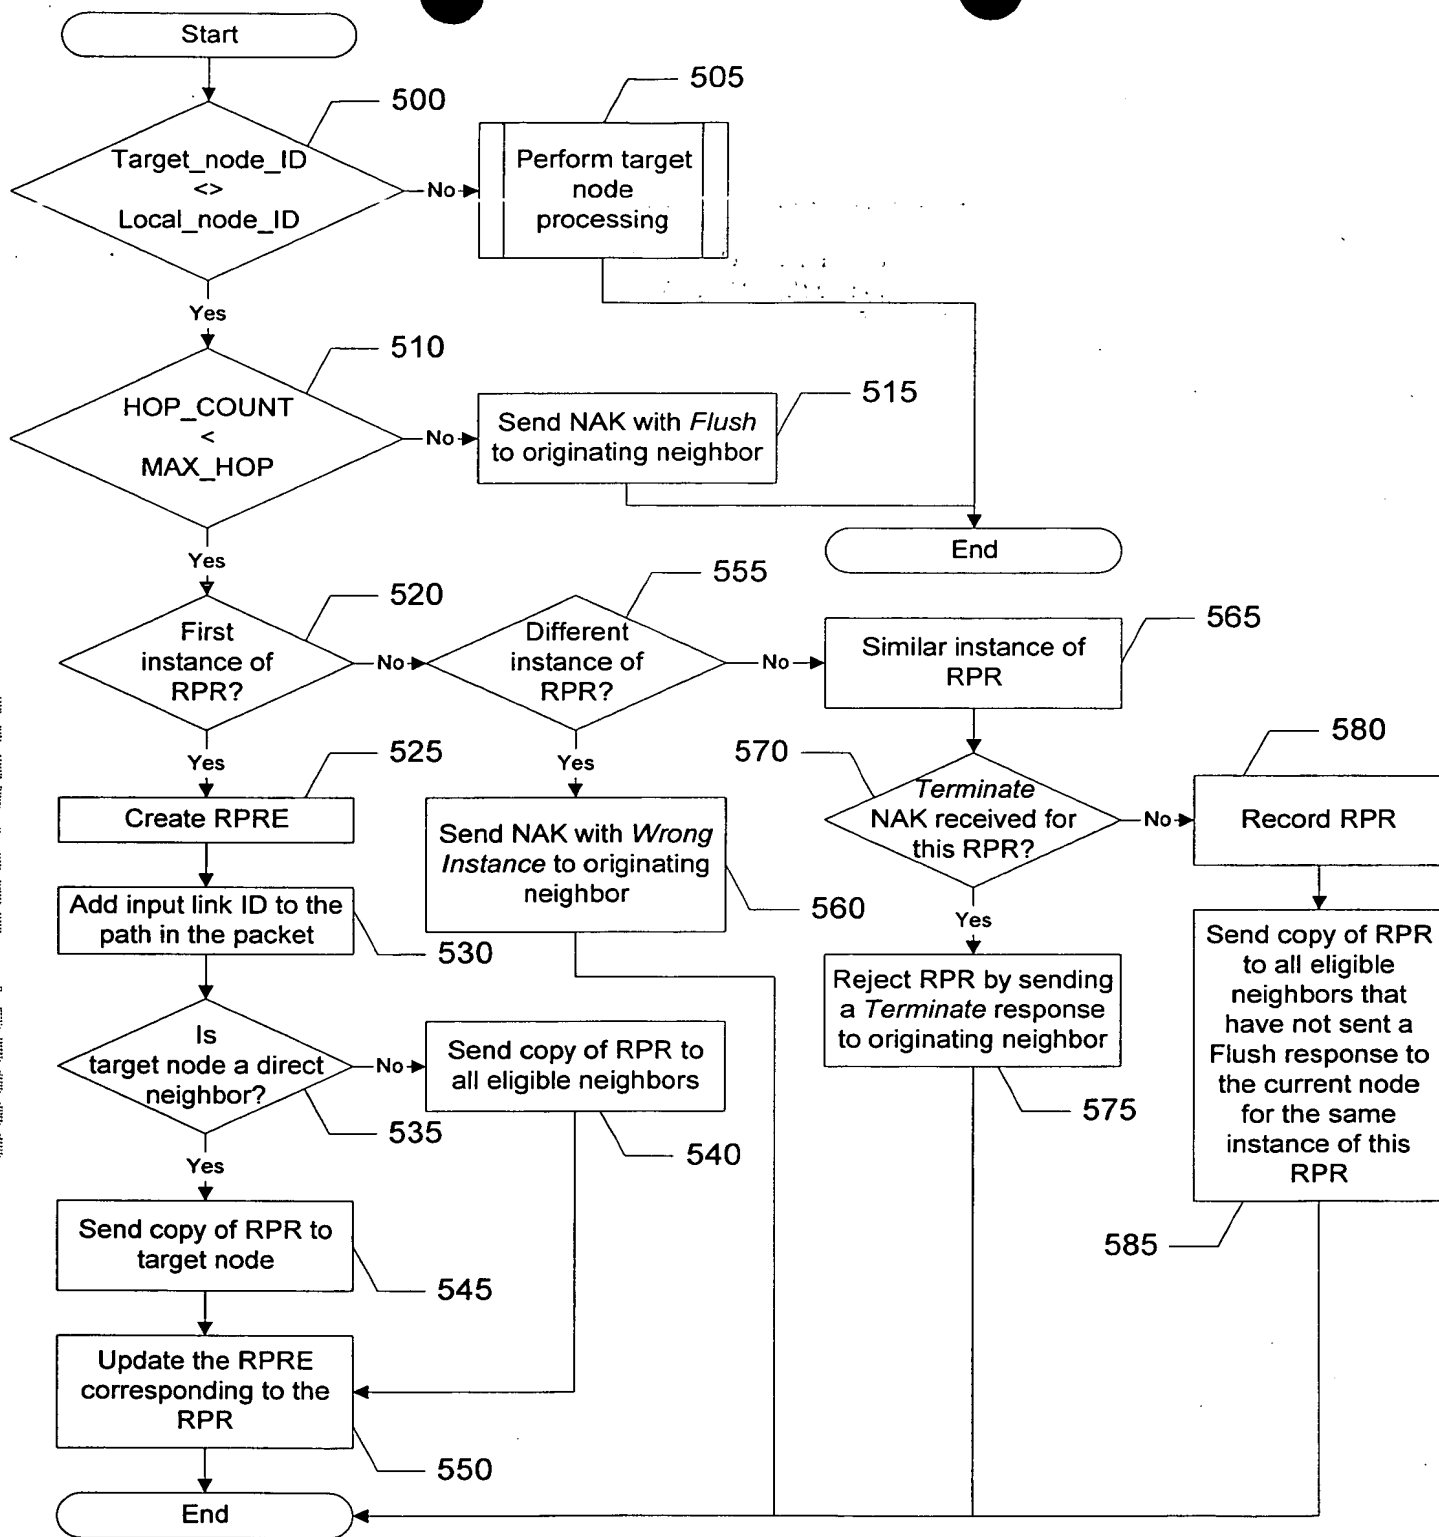 Start
500
Target_node_ID
<>
Local_node_ID
No
505
Perform target
node
processing
Yes
510
HOP_COUNT
<
MAX_HOP
No
515
Send NAK with Flush
to originating neighbor
End
Yes
520
First
instance of
RPR?
No
555
Different
instance of
RPR?
No
565
Similar instance of
RPR
Yes
525
Create RPRE
Yes
Send NAK with Wrong
Instance to originating
neighbor
560
570
Terminate
NAK received for
this RPR?
No
580
Record RPR
Add input link ID to the
path in the packet
530
Yes
Reject RPR by sending
a Terminate response
to originating neighbor
575
Send copy of RPR
to all eligible
neighbors that
have not sent a
Flush response to
the current node
for the same
instance of this
RPR
585
Is
target node a direct
neighbor?
535
No
Send copy of RPR to
all eligible neighbors
540
Yes
Send copy of RPR to
target node
545
Update the RPRE
corresponding to the
RPR
550
End